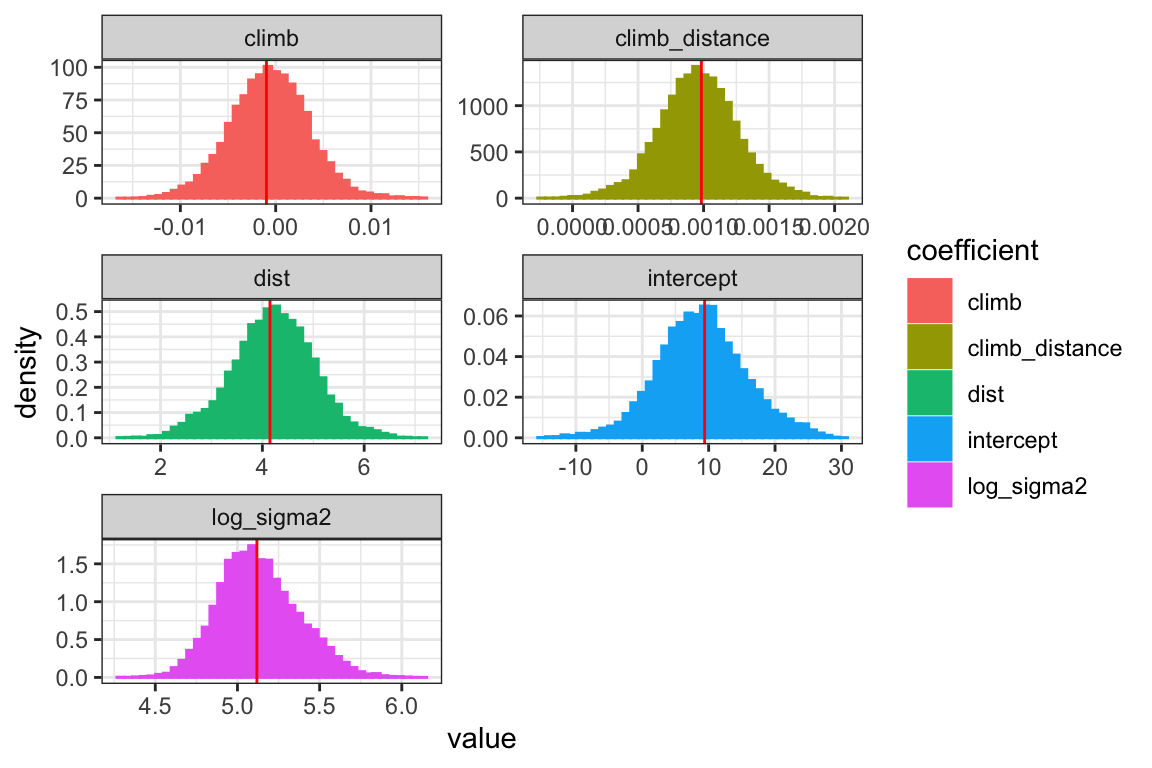 climb
100
75
50
25
0
-0.01 0.00 0.01
climb_distance
1000
500
0
0.0000 0.0005 0.0010 0.0015 0.0020
dist
0.5
0.4
0.3
0.2
0.1
0.0
2 4 6
intercept
0.06
0.04
0.02
0.00
-10 0 10 20 30
log_sigma2
1.5
1.0
0.5
0.0
4.5 5.0 5.5 6.0
density
value
coefficient
climb
climb_distance
dist
intercept
log_sigma2